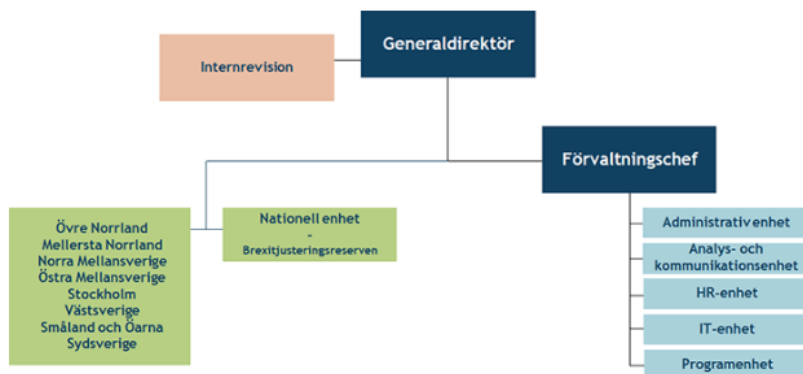 Generaldirektör
Internrevision
Förvaltningschef
Övre Norrland
Mellersta Norrland
Norra Mellansverige
Östra Mellansverige
Stockholm
Västsverige
Småland och Öarna
Sydsverige
Nationell enhet
-
Brexitjusteringsreserven
Administrativ enhet
Analys- och
kommunikationsenhet
HR-enhet
IT-enhet
Programenhet